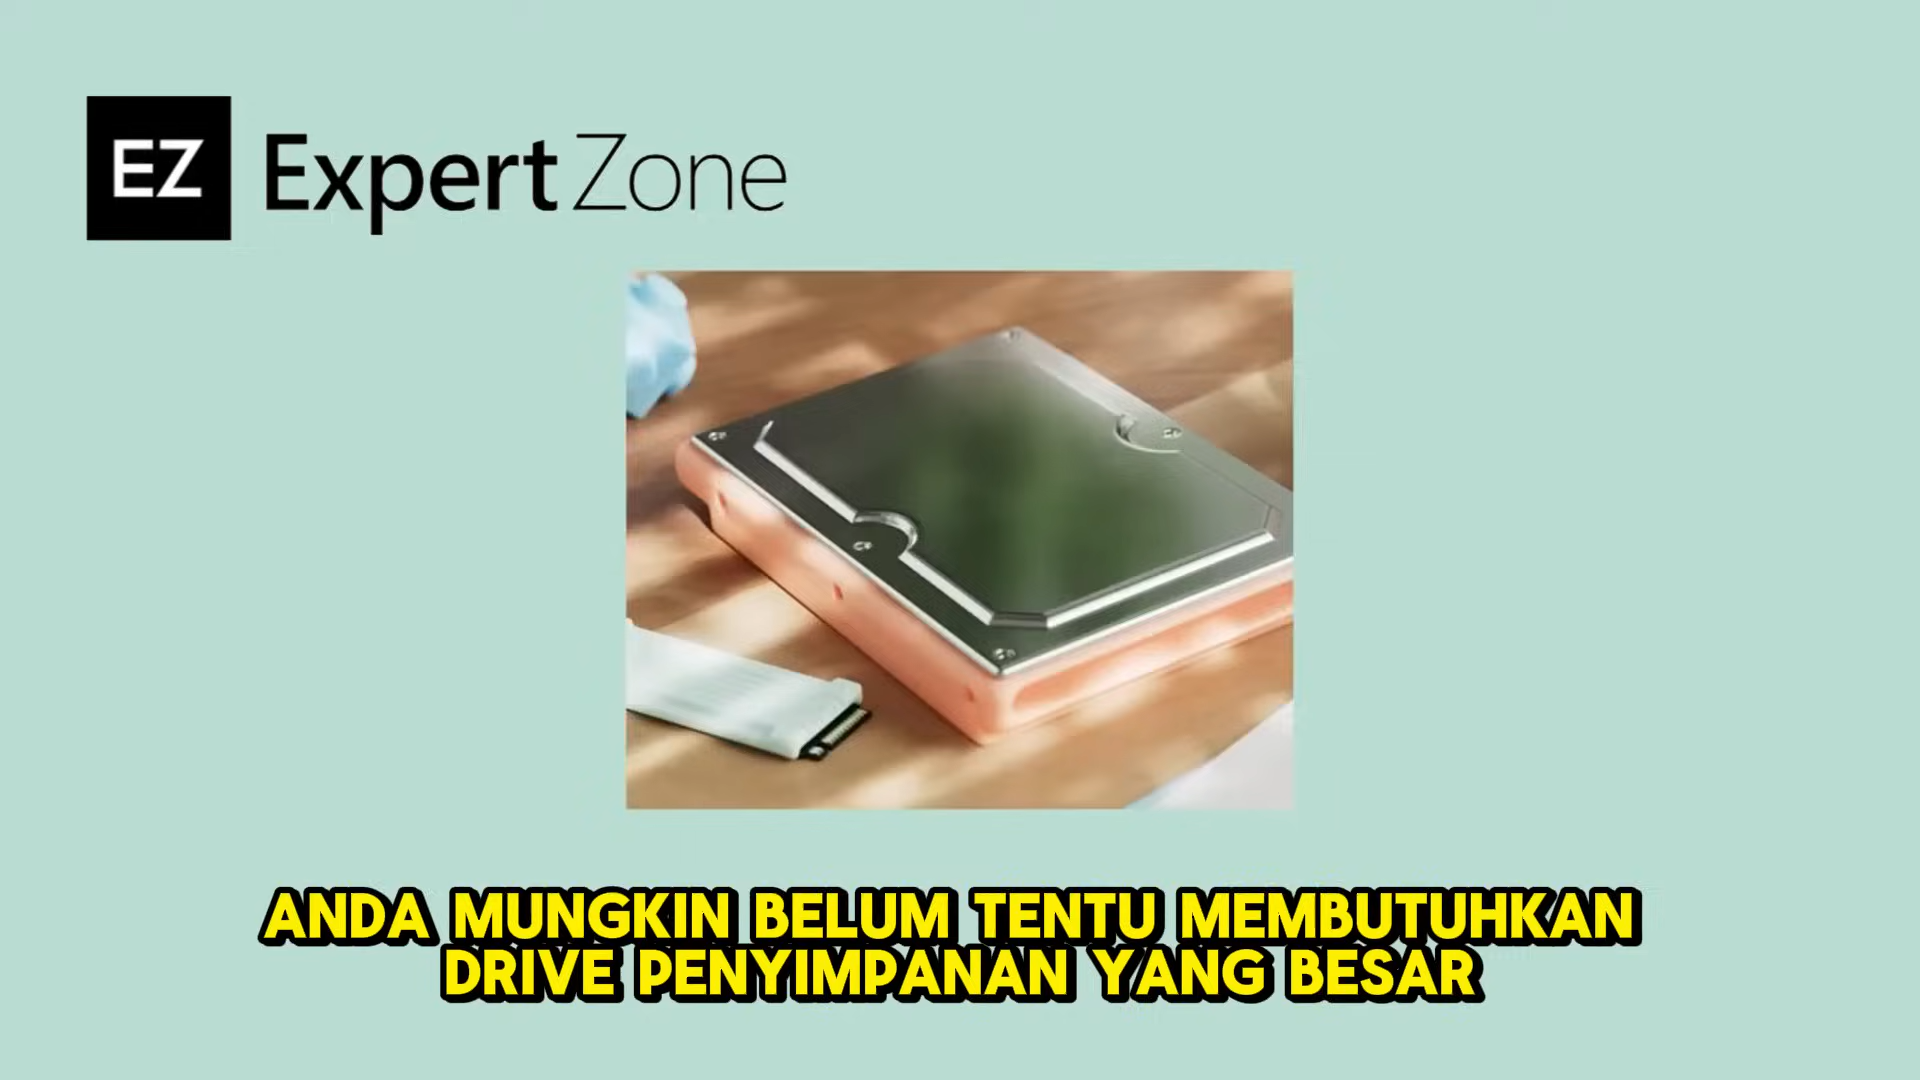 EZ Expert Zone
ANDA MUNGKIN BELUM TENTU MEMBUTUHKAN
DRIVE PENYIMPANAN YANG BESAR